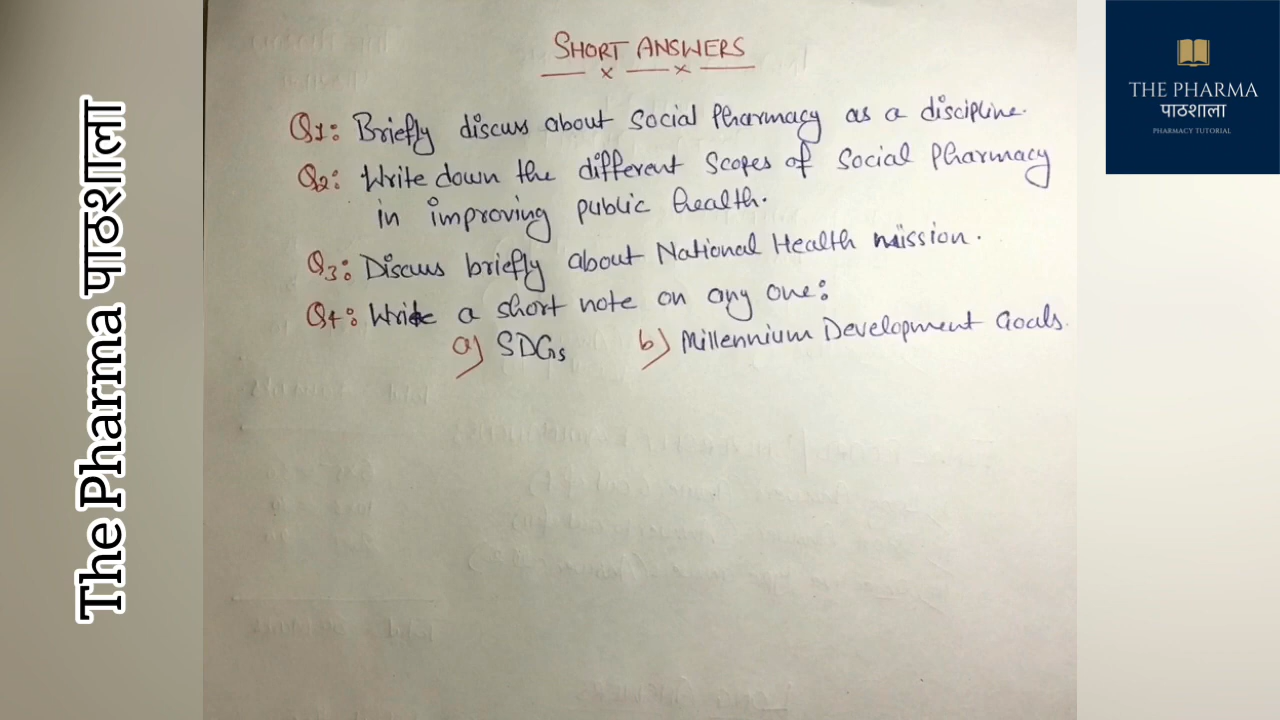 SHORT ANSWERS
Q1: Briefly discuss about Social Pharmacy as a discipline.
Q2: Write down the different Scopes of Social Pharmacy
in improving public health.
Q3: Discuss briefly about National Health mission.
Q4: Write a short note on any one:
a) SDGs b) Millennium Development Goals.
The Pharma पाठशाला
THE PHARMA
पाठशाला
PHARMACY TUTORIAL